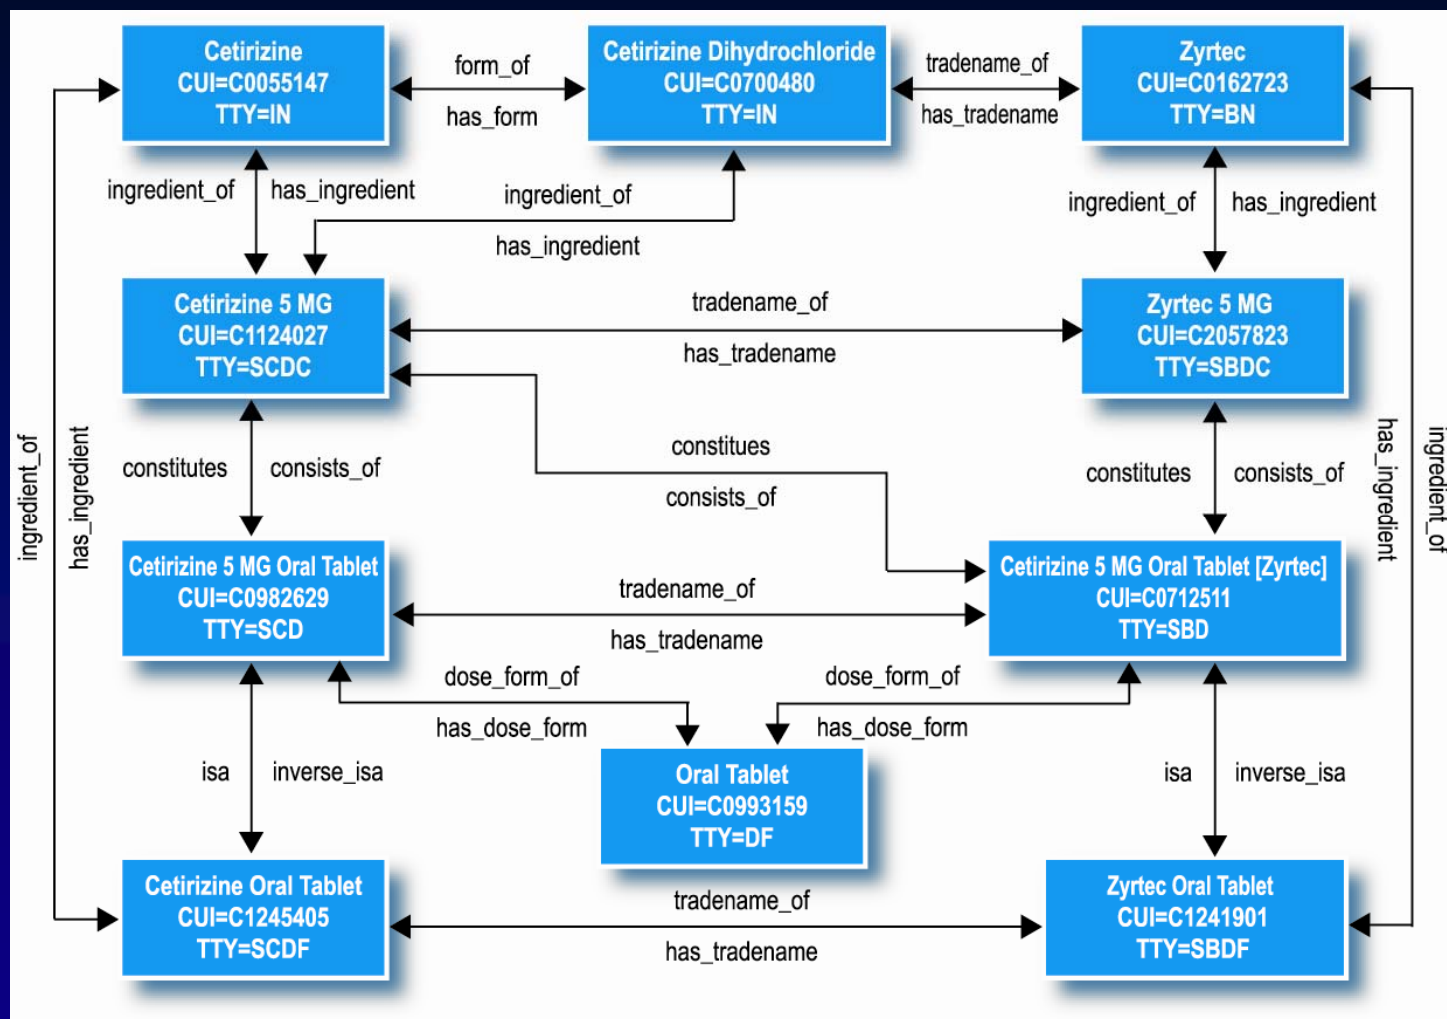 Cetirizine
CUI=C0055147
TTY=IN
form_of
has_form
Cetirizine Dihydrochloride
CUI=C0700480
TTY=IN
tradename_of
has_tradename
Zyrtec
CUI=C0162723
TTY=BN
ingredient_of
has_ingredient
ingredient_of
has_ingredient
ingredient_of
has_ingredient
Cetirizine 5 MG
CUI=C1124027
TTY=SCDC
tradename_of
has_tradename
Zyrtec 5 MG
CUI=C2057823
TTY=SBDC
ingredient_of
has_ingredient
constitutes
consists_of
constitues
consists_of
constitutes
consists_of
has_ingredient
ingredient_of
Cetirizine 5 MG Oral Tablet
CUI=C0982629
TTY=SCD
tradename_of
has_tradename
Cetirizine 5 MG Oral Tablet [Zyrtec]
CUI=C0712511
TTY=SBD
dose_form_of
has_dose_form
dose_form_of
has_dose_form
isa
inverse_isa
Oral Tablet
CUI=C0993159
TTY=DF
isa
inverse_isa
Cetirizine Oral Tablet
CUI=C1245405
TTY=SCDF
tradename_of
has_tradename
Zyrtec Oral Tablet
CUI=C1241901
TTY=SBDF